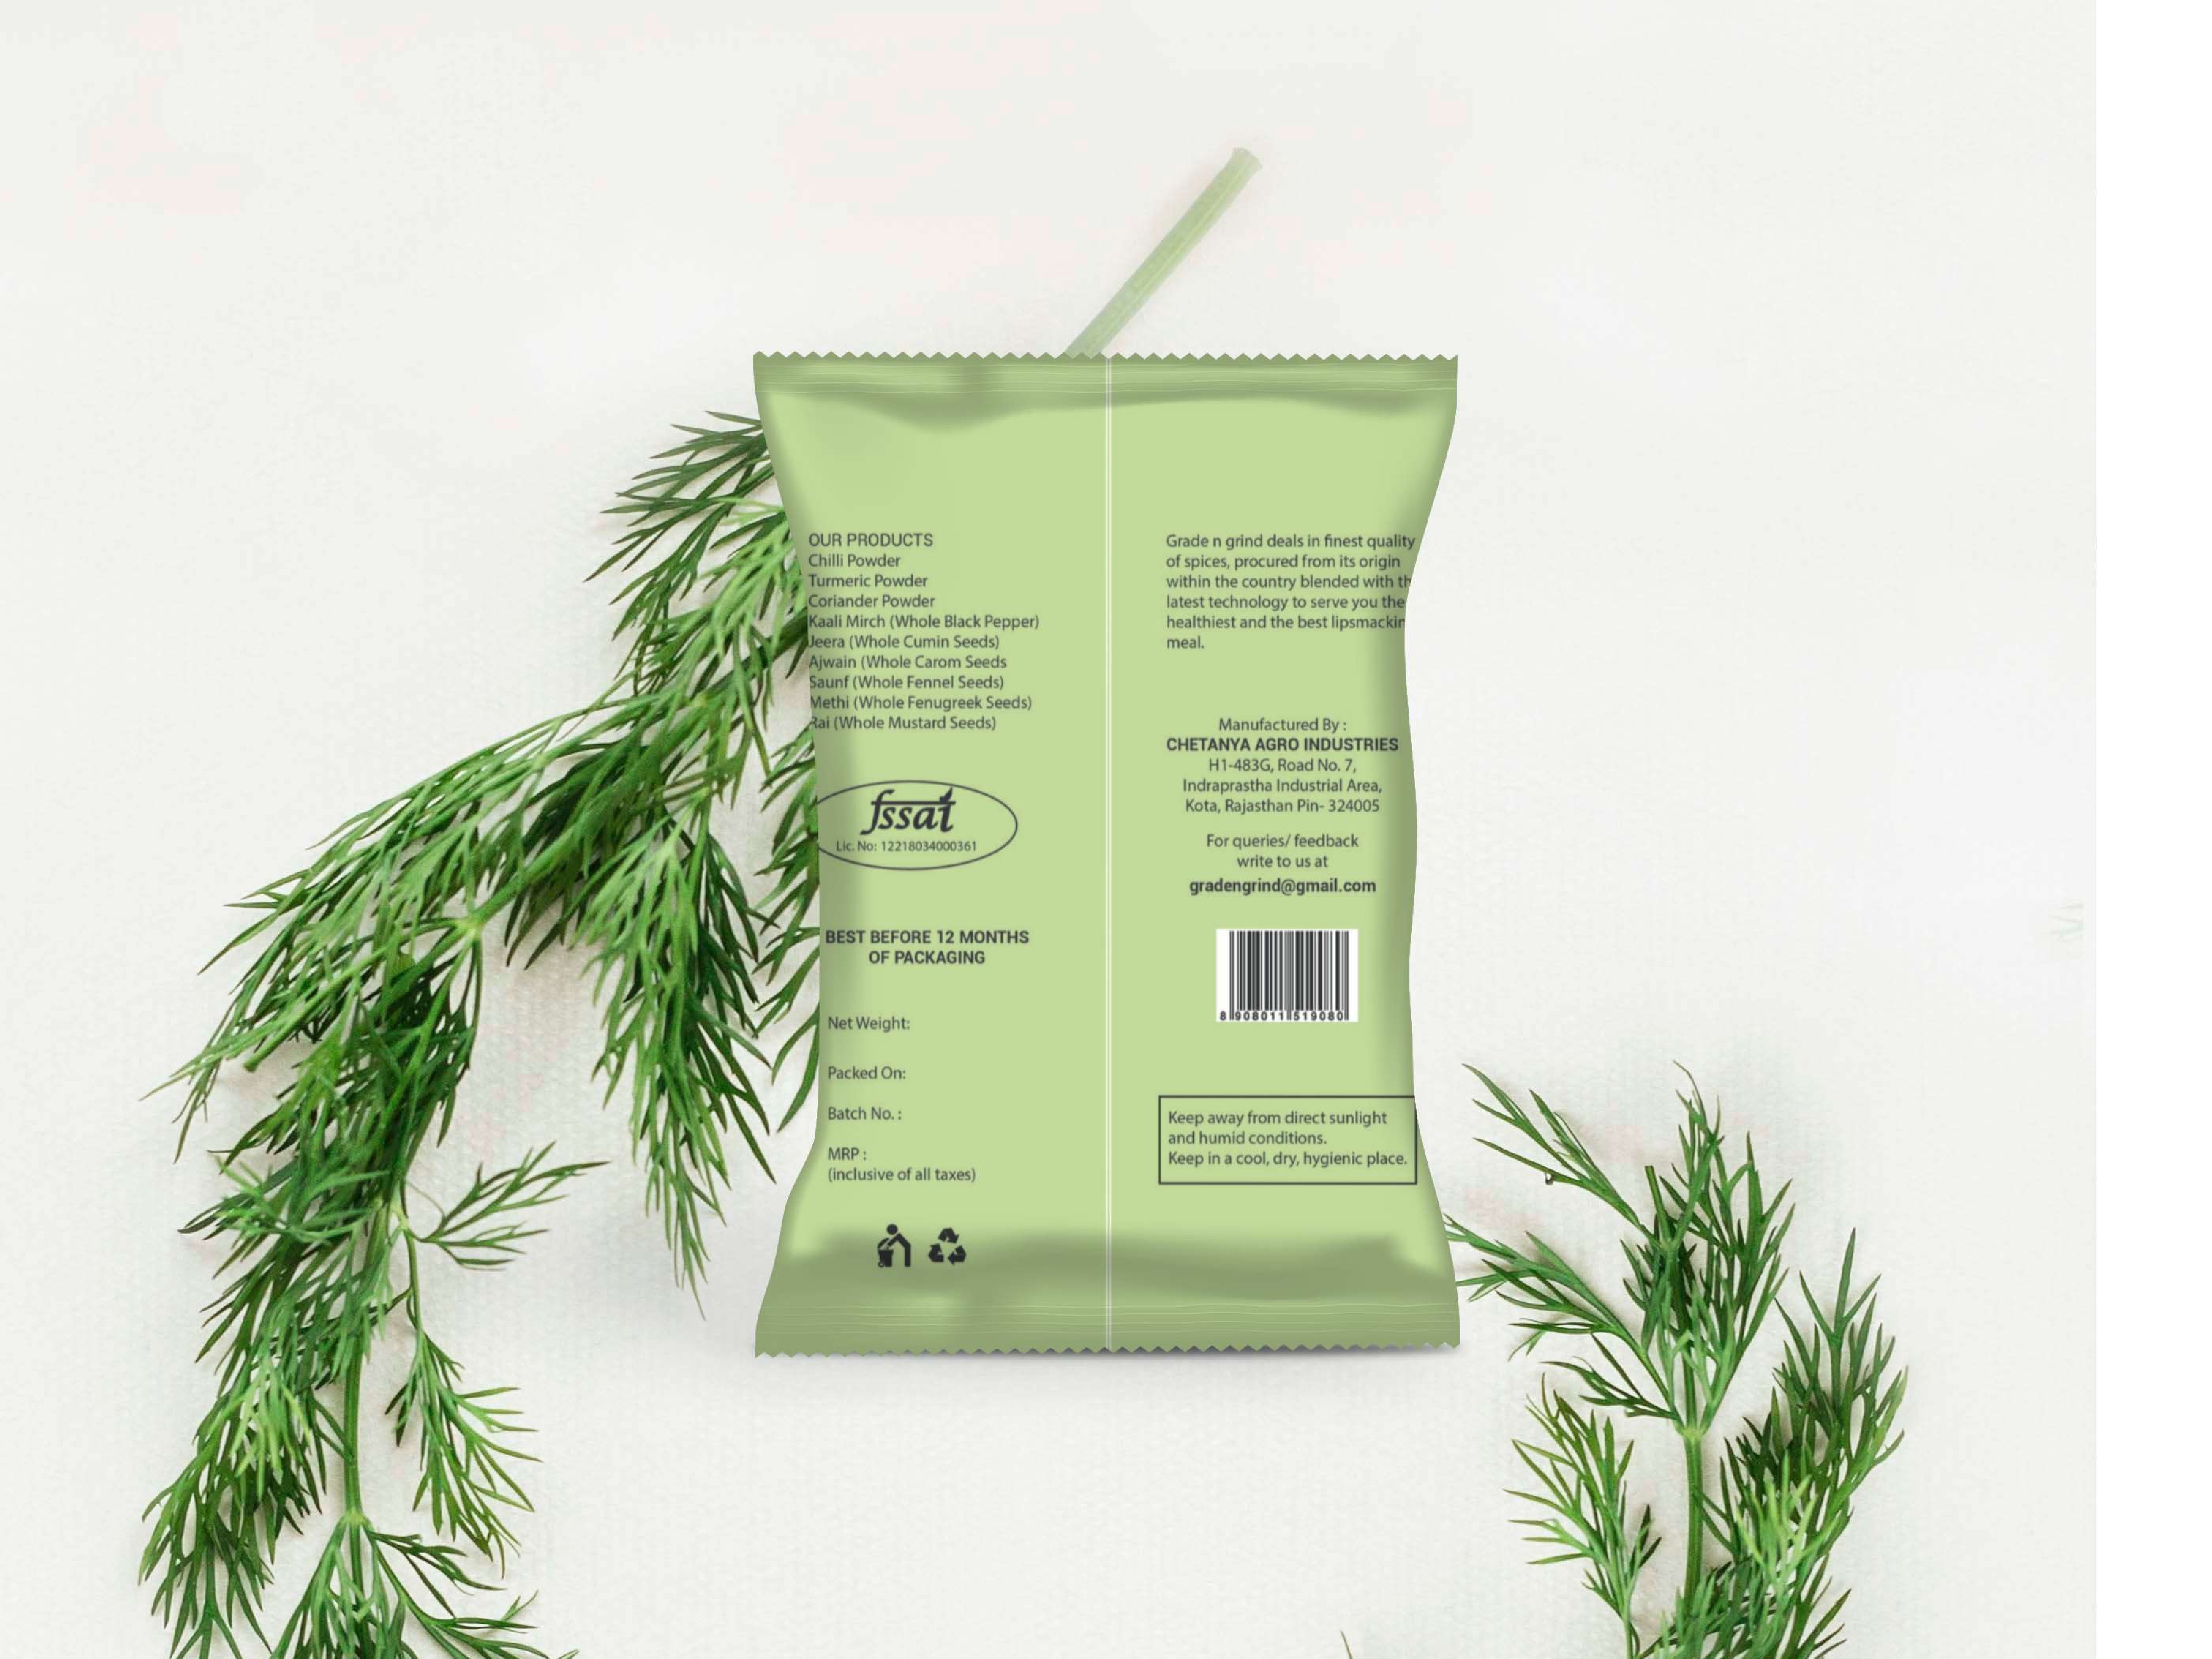 OUR PRODUCTS
Chilli Powder
Turmeric Powder
Coriander Powder
Kaali Mirch (Whole Black Pepper)
Jeera (Whole Cumin Seeds)
Ajwain (Whole Carom Seeds
Saunf (Whole Fennel Seeds)
Methi (Whole Fenugreek Seeds)
Rai (Whole Mustard Seeds)
fssai
Lic. No: 12218034000361
BEST BEFORE 12 MONTHS
OF PACKAGING
Net Weight:
Packed On:
Batch No. :
MRP :
(inclusive of all taxes)
Grade n grind deals in finest quality
of spices, procured from its origin
within the country blended with th
latest technology to serve you the
healthiest and the best lipsmackin
meal.
Manufactured By :
CHETANYA AGRO INDUSTRIES
H1-483G, Road No. 7,
Indraprastha Industrial Area,
Kota, Rajasthan Pin- 324005
For queries/ feedback
write to us at
gradengrind@gmail.com
8 908011 519080
Keep away from direct sunlight
and humid conditions.
Keep in a cool, dry, hygienic place.